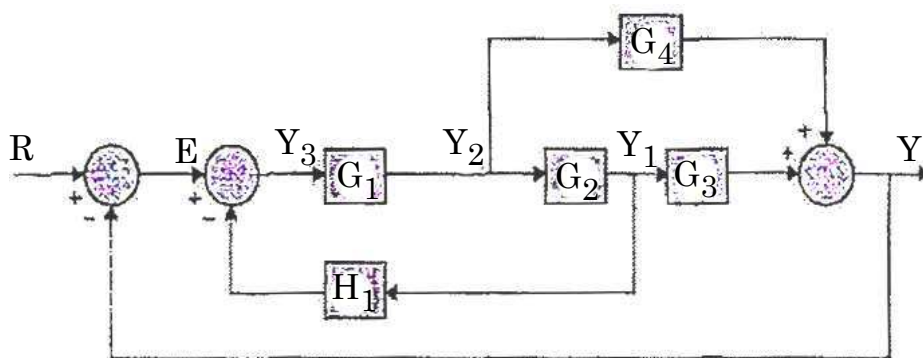 G₄
R E Y₃ G₁ Y₂ G₂ Y₁ G₃ Y
+ - + - + +
H₁